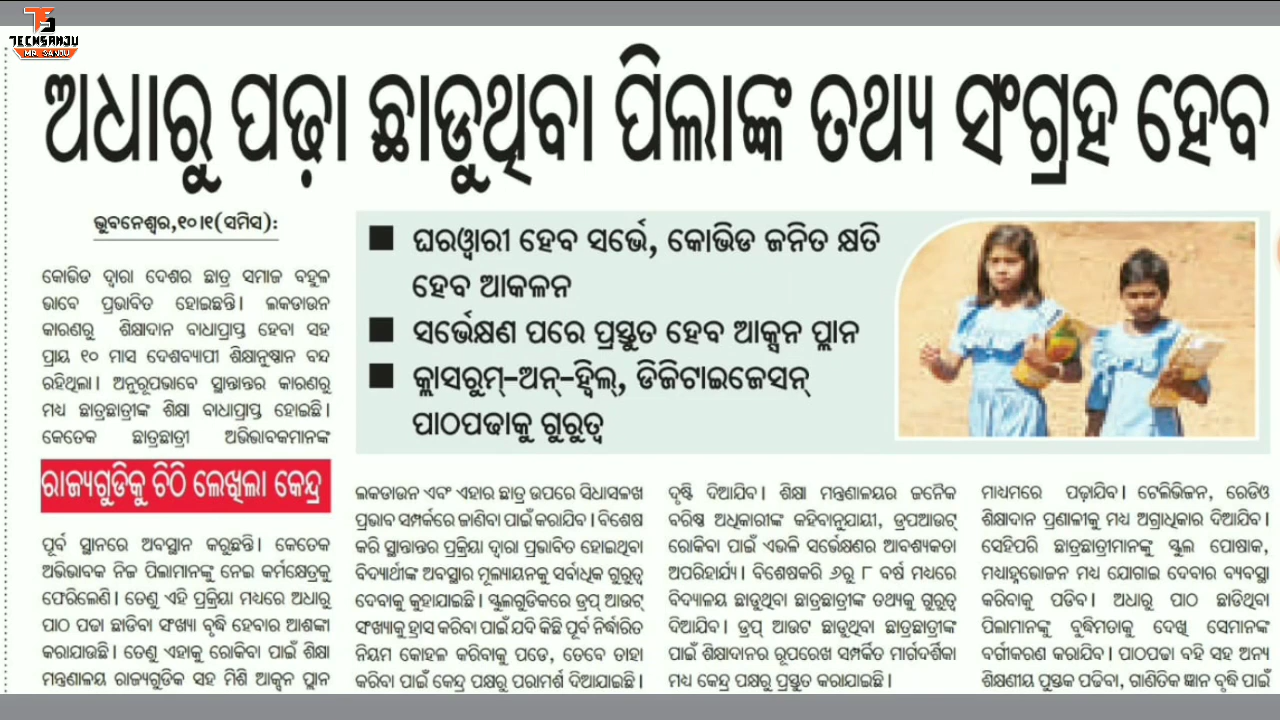 TECHSANJU
MR. SANJU
ଅଧାରୁ ପଢ଼ା ଛାଡୁଥିବା ପିଲାଙ୍କ ତଥ୍ୟ ସଂଗ୍ରହ ହେବ
ଭୁବନେଶ୍ୱର,୧୦।୧(ସମିସ):
■ ଘରଓ୍ୱାରୀ ହେବ ସର୍ଭେ, କୋଭିଡ ଜନିତ କ୍ଷତି
ହେବ ଆକଳନ
■ ସର୍ଭେକ୍ଷଣ ପରେ ପ୍ରସ୍ତୁତ ହେବ ଆକ୍ସନ ପ୍ଲାନ
■ କ୍ଲାସରୁମ୍-ଅନ୍-ହ୍ୱିଲ୍, ଡିଜିଟାଇଜେସନ୍
ପାଠପଢାକୁ ଗୁରୁତ୍ୱ
କୋଭିଡ ଦ୍ୱାରା ଦେଶର ଛାତ୍ର ସମାଜ ବହୁଳ
ଭାବେ ପ୍ରଭାବିତ ହୋଇଛନ୍ତି। ଲକଡାଉନ
କାରଣରୁ ଶିକ୍ଷାଦାନ ବାଧାପ୍ରାପ୍ତ ହେବା ସହ
ପ୍ରାୟ ୧୦ ମାସ ଦେଶବ୍ୟାପୀ ଶିକ୍ଷାନୁଷ୍ଠାନ ବନ୍ଦ
ରହିଥିଲା। ଅନୁରୂପଭାବେ ସ୍ଥାନ୍ତାନ୍ତର କାରଣରୁ
ମଧ୍ୟ ଛାତ୍ରଛାତ୍ରୀଙ୍କ ଶିକ୍ଷା ବାଧାପ୍ରାପ୍ତ ହୋଇଛି।
କେତେକ ଛାତ୍ରଛାତ୍ରୀ ଅଭିଭାବକମାନଙ୍କ
ରାଜ୍ୟଗୁଡିକୁ ଚିଠି ଲେଖିଲା କେନ୍ଦ୍ର
ପୂର୍ବ ସ୍ଥାନରେ ଅବସ୍ଥାନ କରୁଛନ୍ତି। କେତେକ
ଅଭିଭାବକ ନିଜ ପିଲାମାନଙ୍କୁ ନେଇ କର୍ମକ୍ଷେତ୍ରକୁ
ଫେରିଲେଣି। ତେଣୁ ଏହି ପ୍ରକ୍ରିୟା ମଧ୍ୟରେ ଅଧାରୁ
ପାଠ ପଢା ଛାଡିବା ସଂଖ୍ୟା ବୃଦ୍ଧି ହେବାର ଆଶଙ୍କା
କରାଯାଉଛି। ତେଣୁ ଏହାକୁ ରୋକିବା ପାଇଁ ଶିକ୍ଷା
ମନ୍ତ୍ରଣାଳୟ ରାଜ୍ୟଗୁଡିକ ସହ ମିଶି ଆକ୍ସନ ପ୍ଲାନ
ଲକଡାଉନ ଏବଂ ଏହାର ଛାତ୍ର ଉପରେ ସିଧାସଳଖ
ପ୍ରଭାବ ସମ୍ପର୍କରେ ଜାଣିବା ପାଇଁ କରାଯିବ। ବିଶେଷ
କରି ସ୍ଥାନ୍ତାନ୍ତର ପ୍ରକ୍ରିୟା ଦ୍ୱାରା ପ୍ରଭାବିତ ହୋଇଥିବା
ବିଦ୍ୟାର୍ଥୀଙ୍କ ଅବସ୍ଥାର ମୂଲ୍ୟାୟନକୁ ସର୍ବାଧିକ ଗୁରୁତ୍ୱ
ଦେବାକୁ କୁହାଯାଇଛି। ସ୍କୁଲଗୁଡିକରେ ଡ୍ରପ୍ ଆଉଟ୍
ସଂଖ୍ୟାକୁ ହ୍ରାସ କରିବା ପାଇଁ ଯଦି କିଛି ପୂର୍ବ ନିର୍ଦ୍ଧାରିତ
ନିୟମ କୋହଳ କରିବାକୁ ପଡେ, ତେବେ ତାହା
କରିବା ପାଇଁ କେନ୍ଦ୍ର ପକ୍ଷରୁ ପରାମର୍ଶ ଦିଆଯାଇଛି।
ଦୃଷ୍ଟି ଦିଆଯିବ। ଶିକ୍ଷା ମନ୍ତ୍ରଣାଳୟର ଜନୈକ
ବରିଷ୍ଠ ଅଧିକାରୀଙ୍କ କହିବାନୁଯାୟୀ, ଡ୍ରପଆଉଟ୍
ରୋକିବା ପାଇଁ ଏଭଳି ସର୍ଭେକ୍ଷଣର ଆବଶ୍ୟକତା
ଅପରିହାର୍ଯ୍ୟ। ବିଶେଷକରି ୬ରୁ ୮ ବର୍ଷ ମଧ୍ୟରେ
ବିଦ୍ୟାଳୟ ଛାଡୁଥିବା ଛାତ୍ରଛାତ୍ରୀଙ୍କ ତଥ୍ୟକୁ ଗୁରୁତ୍ୱ
ଦିଆଯିବ। ଡ୍ରପ୍ ଆଉଟ ଛାଡୁଥିବା ଛାତ୍ରଛାତ୍ରୀଙ୍କ
ପାଇଁ ଶିକ୍ଷାଦାନର ରୂପରେଖ ସମ୍ପର୍କିତ ମାର୍ଗଦର୍ଶିକା
ମଧ୍ୟ କେନ୍ଦ୍ର ପକ୍ଷରୁ ପ୍ରସ୍ତୁତ କରାଯାଇଛି।
ମାଧ୍ୟମରେ ପଢ଼ାଯିବ। ଟେଲିଭିଜନ, ରେଡିଓ
ଶିକ୍ଷାଦାନ ପ୍ରଣାଳୀକୁ ମଧ୍ୟ ଅଗ୍ରାଧିକାର ଦିଆଯିବ।
ସେହିପରି ଛାତ୍ରଛାତ୍ରୀମାନଙ୍କୁ ସ୍କୁଲ ପୋଷାକ,
ମଧ୍ୟାହ୍ନଭୋଜନ ମଧ୍ୟ ଯୋଗାଇ ଦେବାର ବ୍ୟବସ୍ଥା
କରିବାକୁ ପଡିବ। ଅଧାରୁ ପାଠ ଛାଡିଥିବା
ପିଲାମାନଙ୍କୁ ବୁଦ୍ଧିମତାକୁ ଦେଖି ସେମାନଙ୍କ
ବର୍ଗୀକରଣ କରାଯିବ। ପାଠପଢା ବହି ସହ ଅନ୍ୟ
ଶିକ୍ଷଣୀୟ ପୁସ୍ତକ ପଢିବା, ଗାଣିତିକ ଜ୍ଞାନ ବୃଦ୍ଧି ପାଇଁ